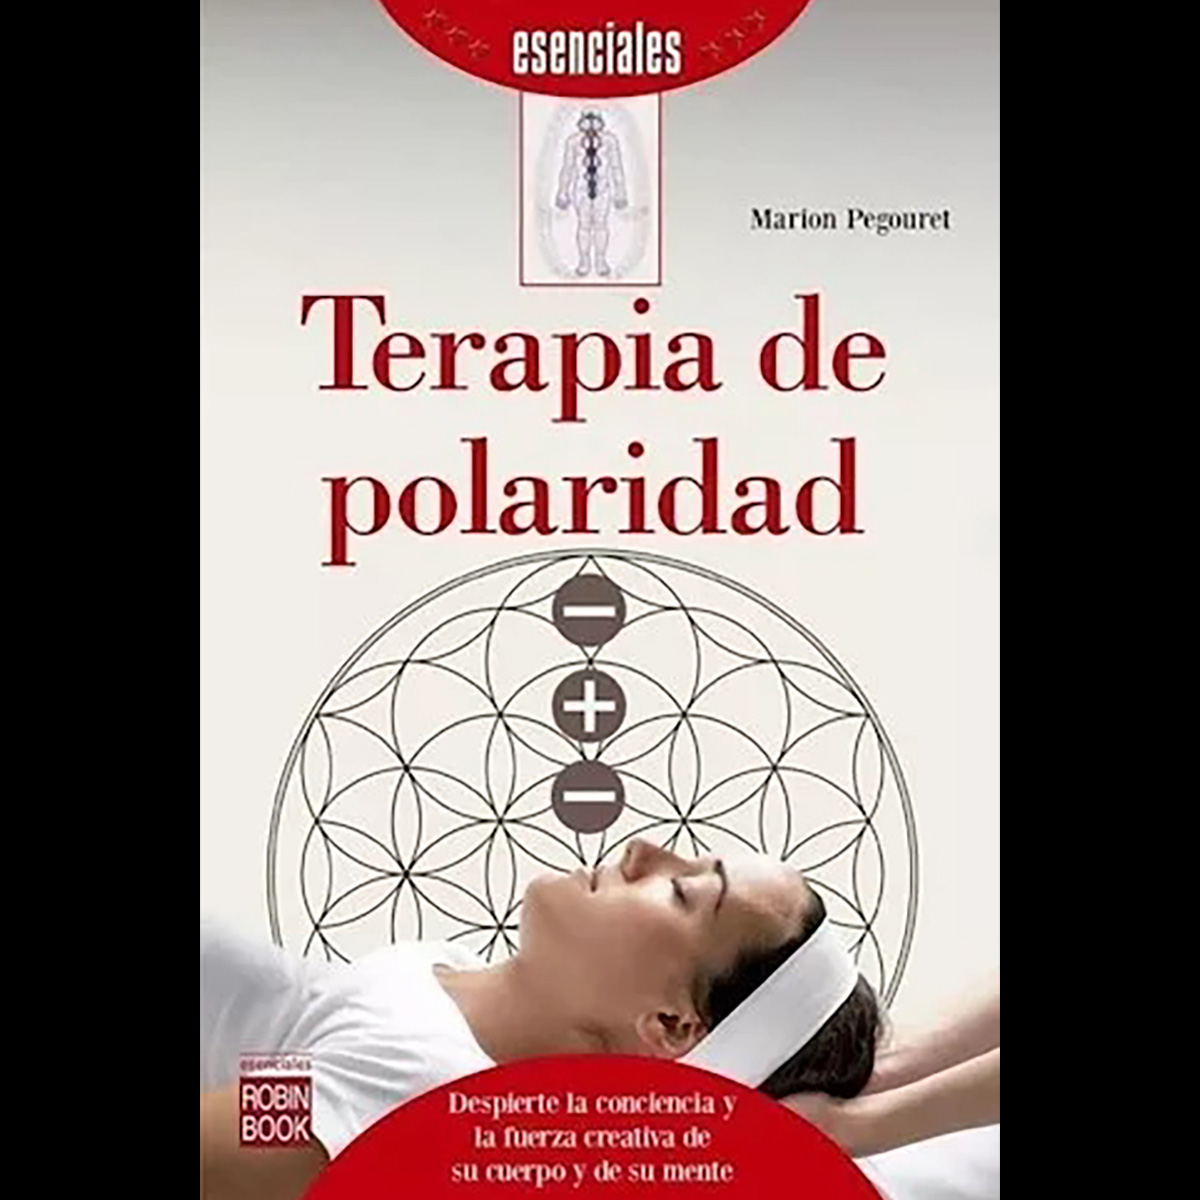 esenciales
Marion Pegouret
Terapia de
polaridad
esenciales
ROBIN
BOOK
Despierte la conciencia y
la fuerza creativa de
su cuerpo y de su mente